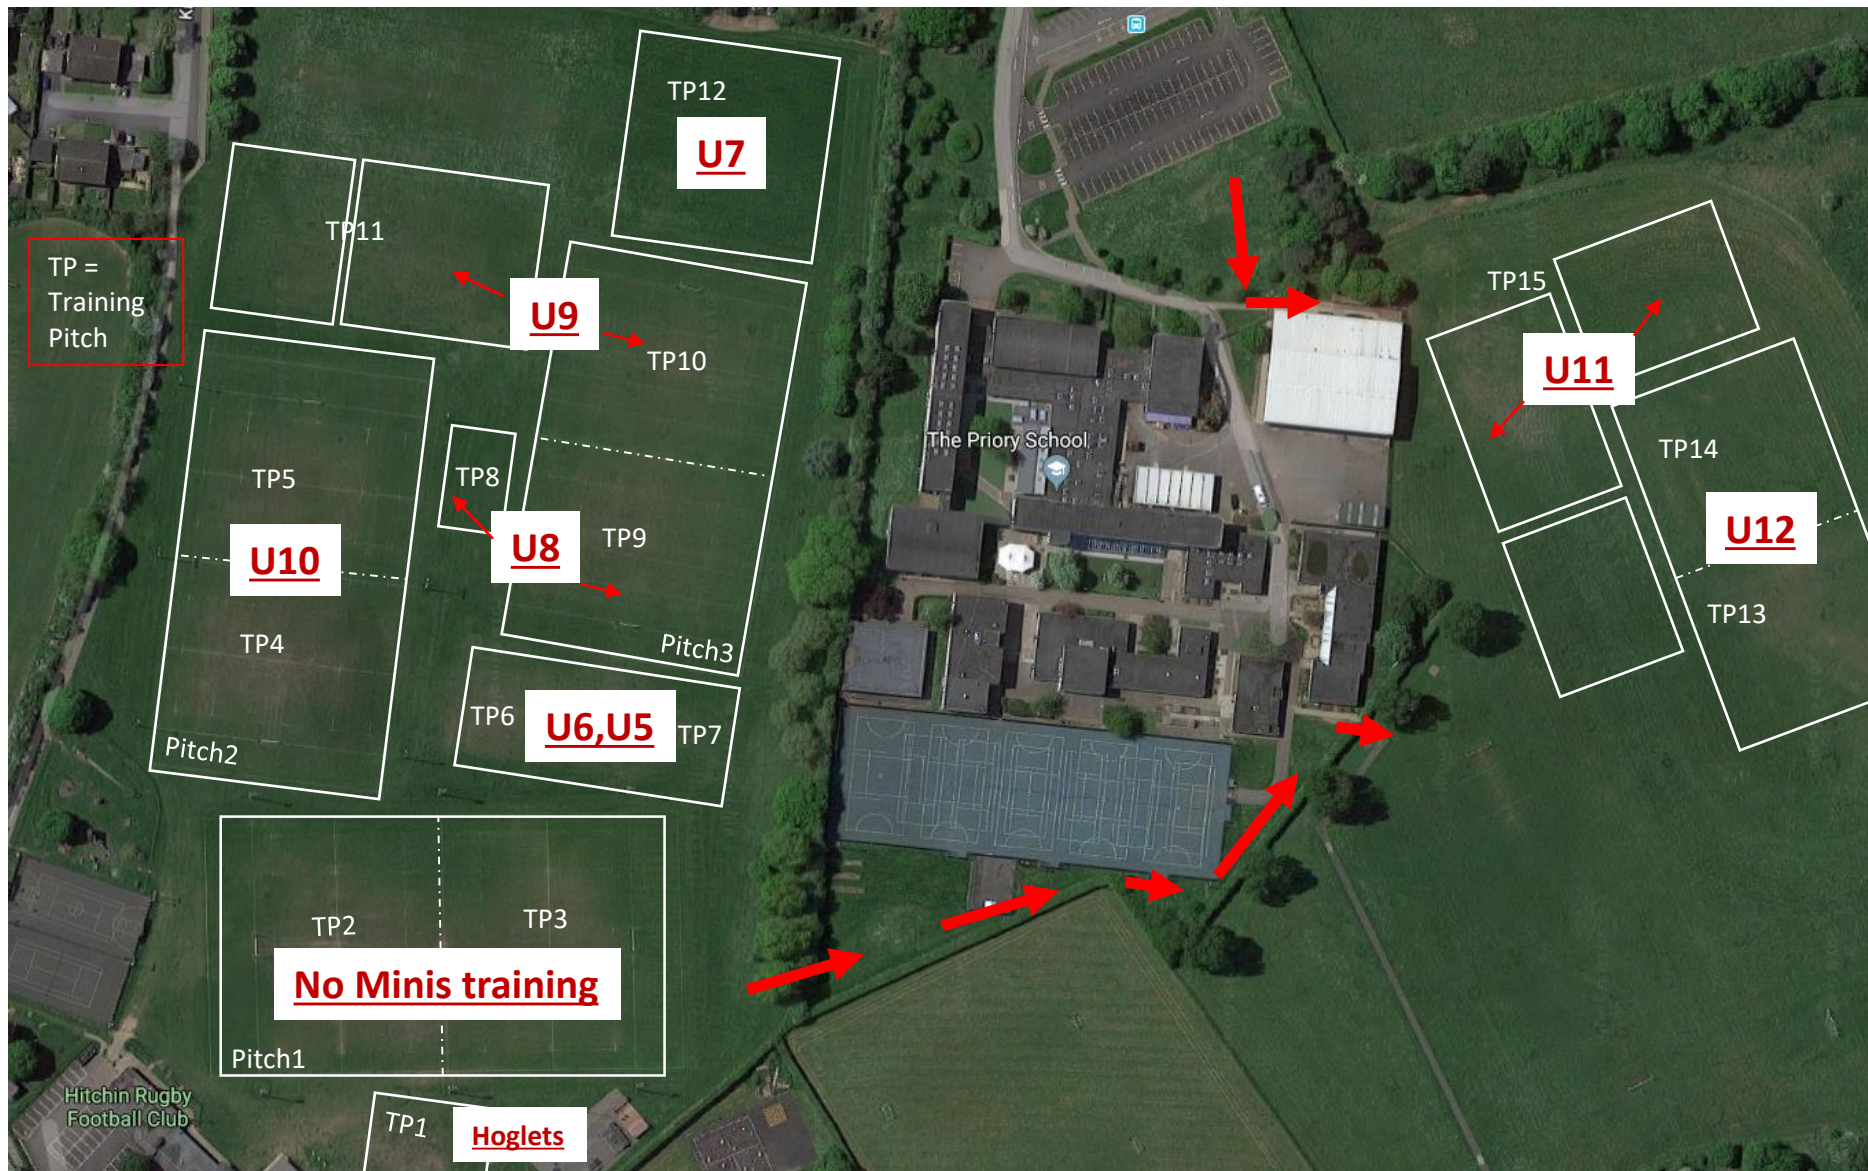 TP12
U7
TP11
TP =
Training
Pitch
U9
TP10
TP15
U11
The Priory School
TP5
TP8
TP14
U10
U8
TP9
U12
TP4
Pitch3
TP13
Pitch2
TP6
U6,U5
TP7
TP2
TP3
No Minis training
Pitch1
Hitchin Rugby
Football Club
TP1
Hoglets